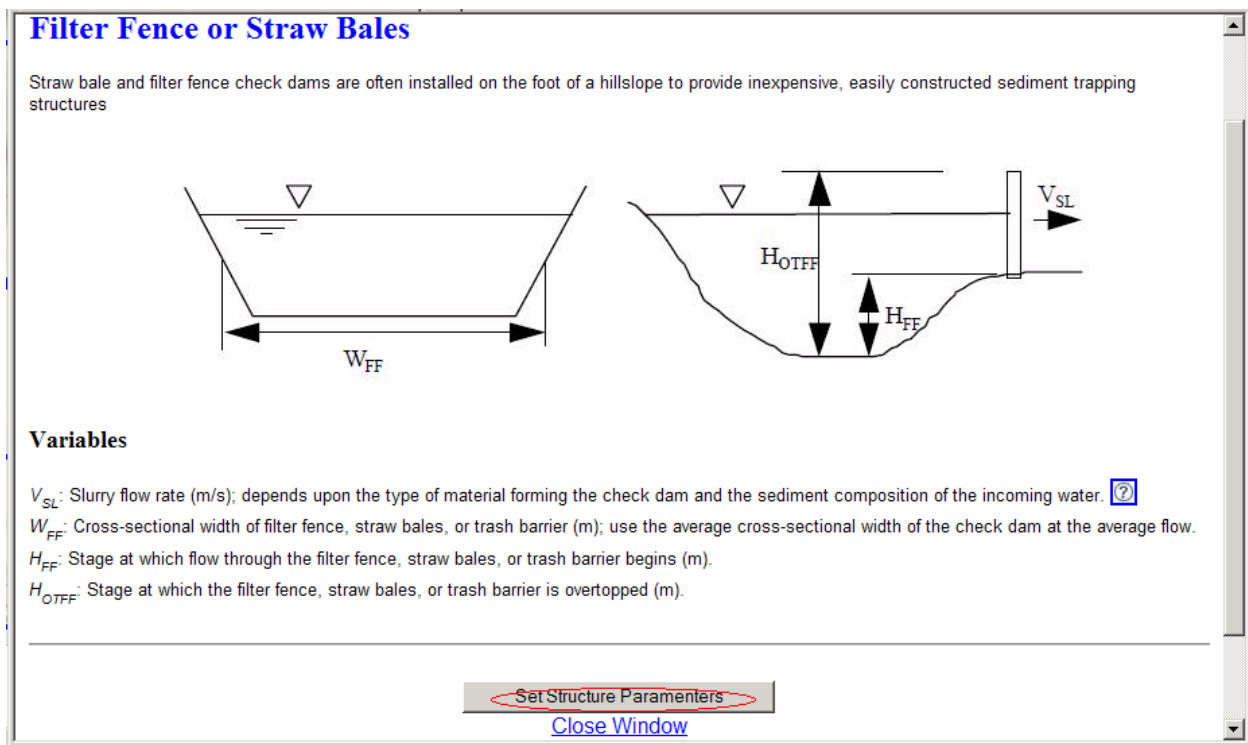 Filter Fence or Straw Bales
Straw bale and filter fence check dams are often installed on the foot of a hillslope to provide inexpensive, easily constructed sediment trapping
structures
V_SL
H_OTFF
H_FF
W_FF
Variables
V_SL: Slurry flow rate (m/s); depends upon the type of material forming the check dam and the sediment composition of the incoming water. ?
W_FF: Cross-sectional width of filter fence, straw bales, or trash barrier (m); use the average cross-sectional width of the check dam at the average flow.
H_FF: Stage at which flow through the filter fence, straw bales, or trash barrier begins (m).
H_OTFF: Stage at which the filter fence, straw bales, or trash barrier is overtopped (m).
Set Structure Paramenters
Close Window